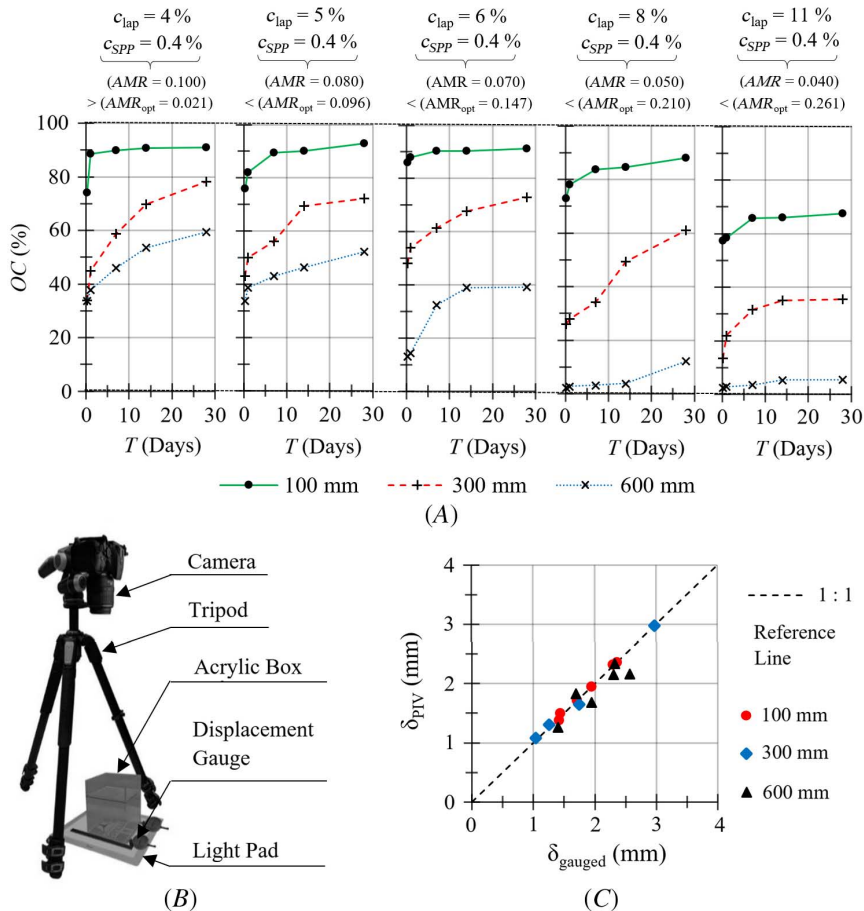 c_lap = 4 % c_lap = 5 % c_lap = 6 % c_lap = 8 % c_lap = 11 %
c_SPP = 0.4 % c_SPP = 0.4 % c_SPP = 0.4 % c_SPP = 0.4 % c_SPP = 0.4 %
(AMR = 0.100) (AMR = 0.080) (AMR = 0.070) (AMR = 0.050) (AMR = 0.040)
> (AMR_opt = 0.021) < (AMR_opt = 0.096) < (AMR_opt = 0.147) < (AMR_opt = 0.210) < (AMR_opt = 0.261)
100
80
60
40
20
0
OC (%)
0 10 20 30 0 10 20 30 0 10 20 30 0 10 20 30 0 10 20 30
T (Days) T (Days) T (Days) T (Days) T (Days)
100 mm 300 mm 600 mm
(A)
Camera
Tripod
Acrylic Box
Displacement
Gauge
Light Pad
(B)
4
3
2
1
0
δ_PIV (mm)
0 1 2 3 4
δ_gauged (mm)
1 : 1
Reference
Line
100 mm
300 mm
600 mm
(C)